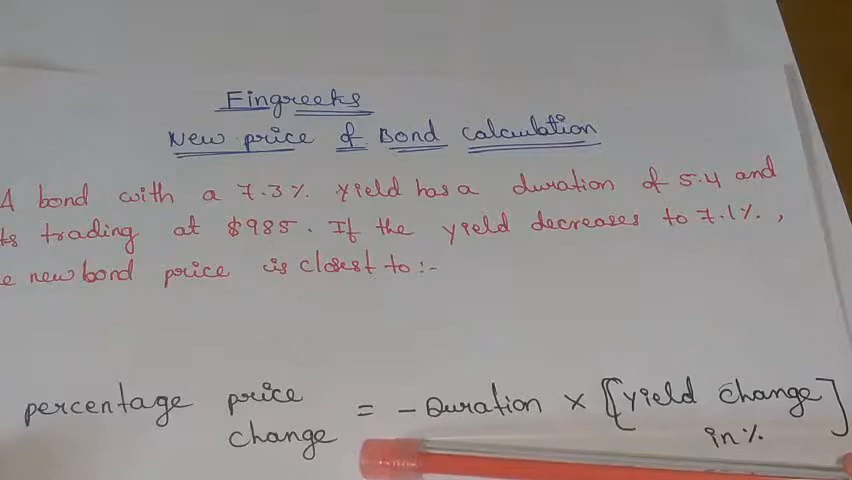 Fingreeks
New price of Bond calculation
A bond with a 7.3% yield has a duration of 5.4 and
ts trading at $985. If the yield decreases to 7.1%,
e new bond price is closest to :-
percentage price change = - Duration × [yield change in %]